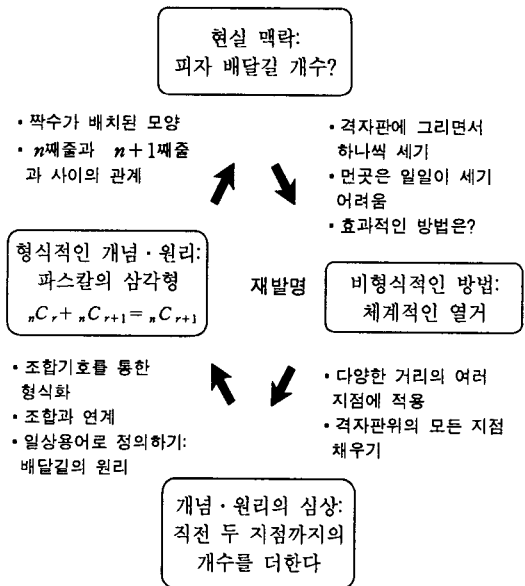 현실 맥락:
피자 배달길 개수?
• 짝수가 배치된 모양
• n째줄과 n+1째줄
과 사이의 관계
• 격자판에 그리면서
하나씩 세기
• 먼곳은 일일이 세기
어려움
• 효과적인 방법은?
형식적인 개념·원리:
파스칼의 삼각형
nCr + nCr+1 = nCr+1
재발명
비형식적인 방법:
체계적인 열거
• 조합기호를 통한
형식화
• 조합과 연계
• 일상용어로 정의하기:
배달길의 원리
• 다양한 거리의 여러
지점에 적용
• 격자판위의 모든 지점
채우기
개념·원리의 심상:
직전 두 지점까지의
개수를 더한다